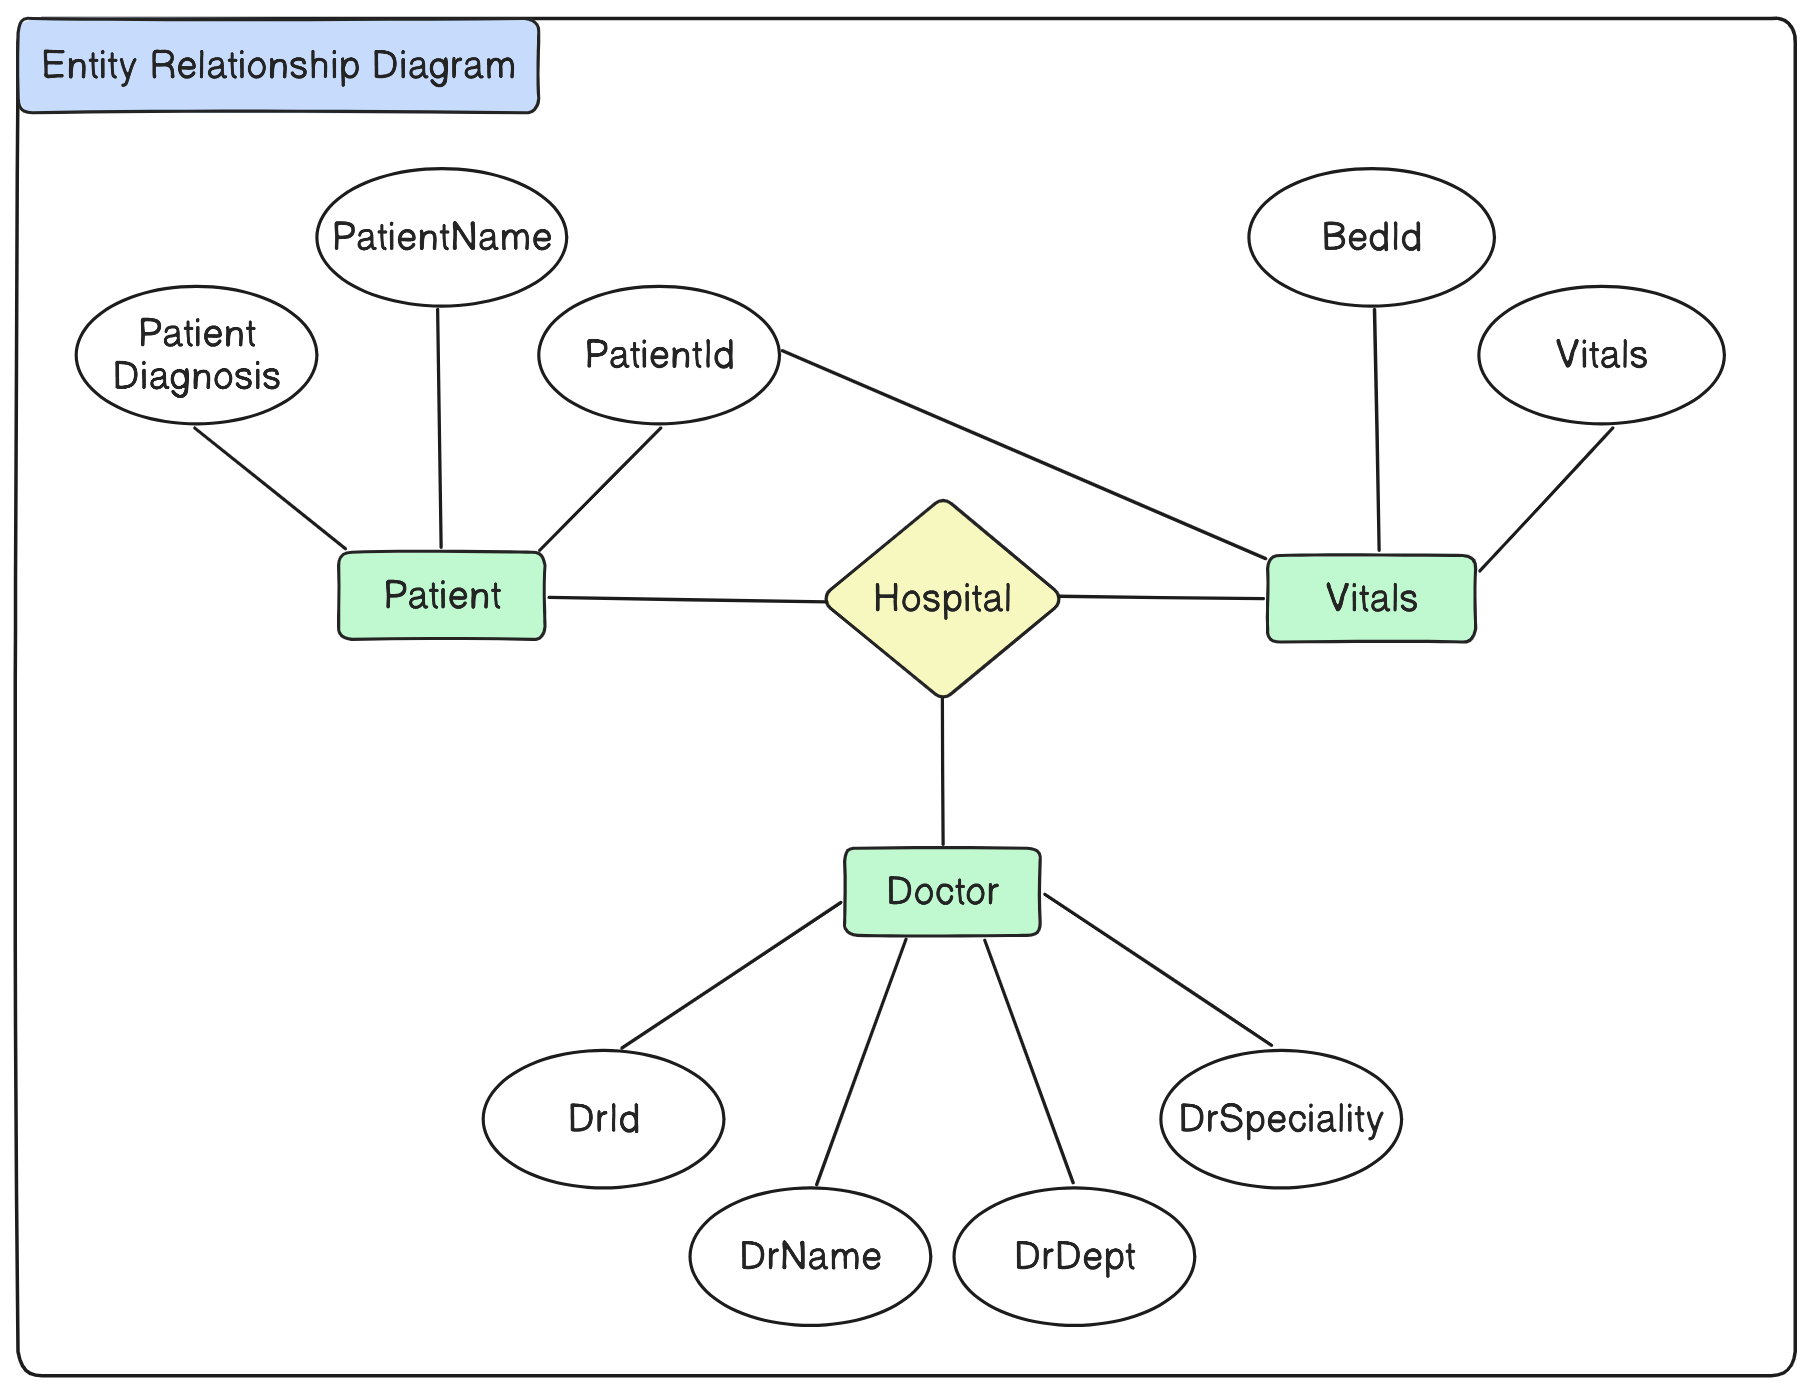 Entity Relationship Diagram
PatientName
BedId
Patient
Diagnosis
PatientId
Vitals
Patient
Hospital
Vitals
Doctor
DrId
DrSpeciality
DrName
DrDept